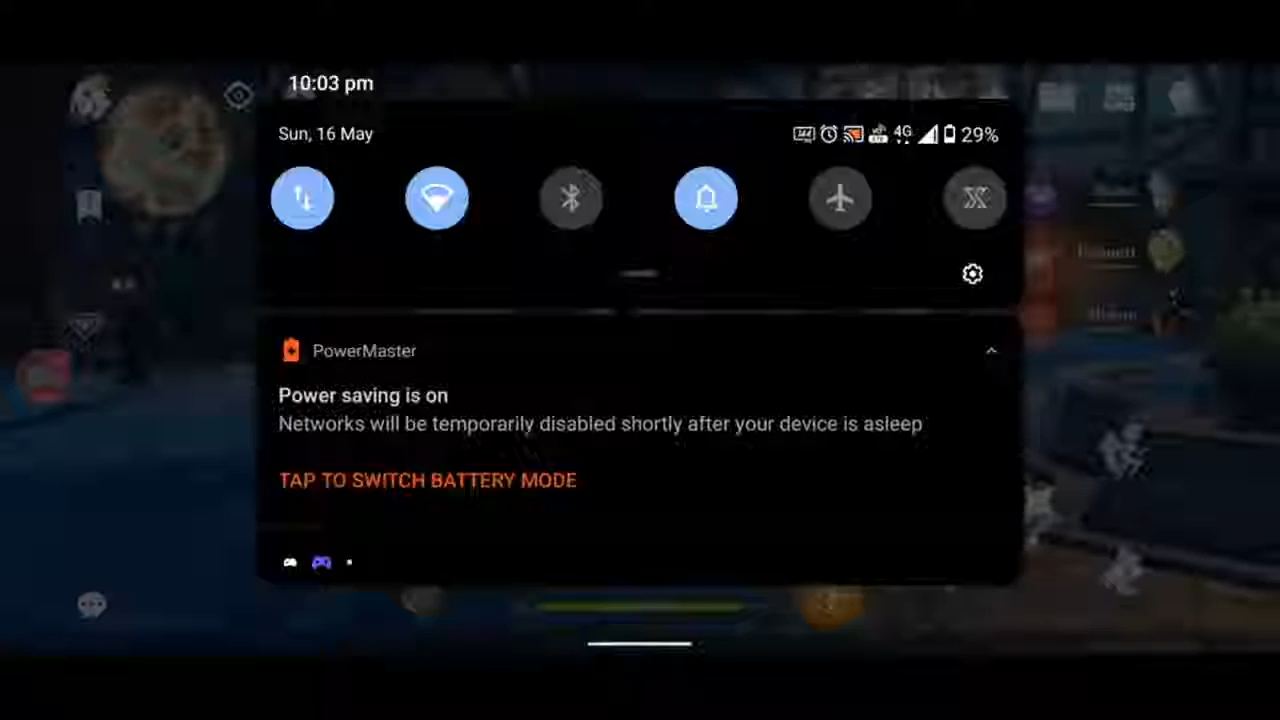 10:03 pm
Sun, 16 May
4G
29%
PowerMaster
Power saving is on
Networks will be temporarily disabled shortly after your device is asleep
TAP TO SWITCH BATTERY MODE